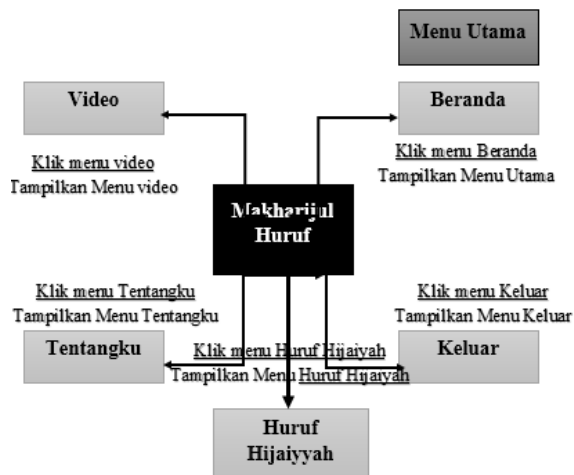 Menu Utama
Video
Beranda
Klik menu video
Tampilkan Menu video
Klik menu Beranda
Tampilkan Menu Utama
Makharijul
Huruf
Klik menu Tentangku
Tampilkan Menu Tentangku
Klik menu Keluar
Tampilkan Menu Keluar
Tentangku
Klik menu Huruf Hijaiyah
Tampilkan Menu Huruf Hijaiyah
Keluar
Huruf
Hijaiyyah